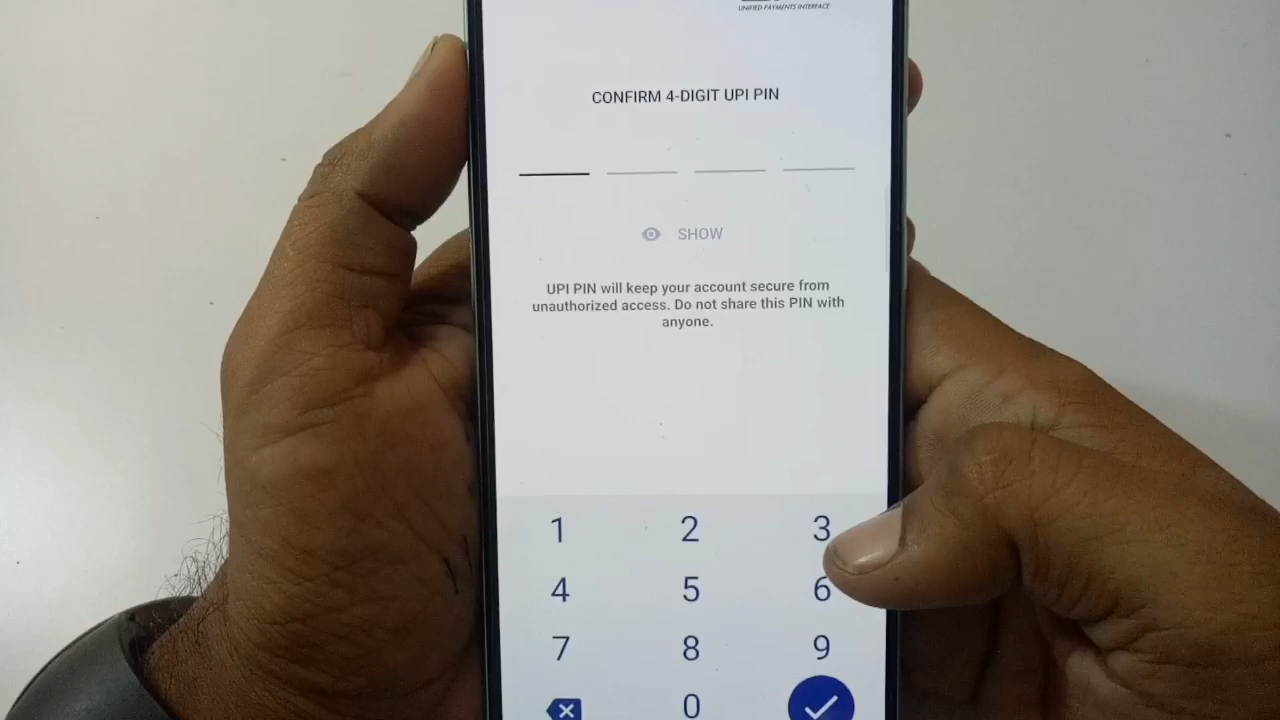 UNIFIED PAYMENTS INTERFACE
CONFIRM 4-DIGIT UPI PIN
SHOW
UPI PIN will keep your account secure from
unauthorized access. Do not share this PIN with
anyone.
1 2 3
4 5 6
7 8 9
0